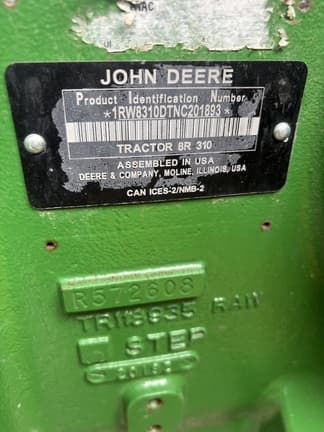 JOHN DEERE
Product Identification Number
*1RW8310DTNC201893*
TRACTOR 8R 310
ASSEMBLED IN USA
DEERE & COMPANY, MOLINE, ILLINOIS, USA
CAN ICES-2/NMB-2
R572608
TR118935 RAW
STEP